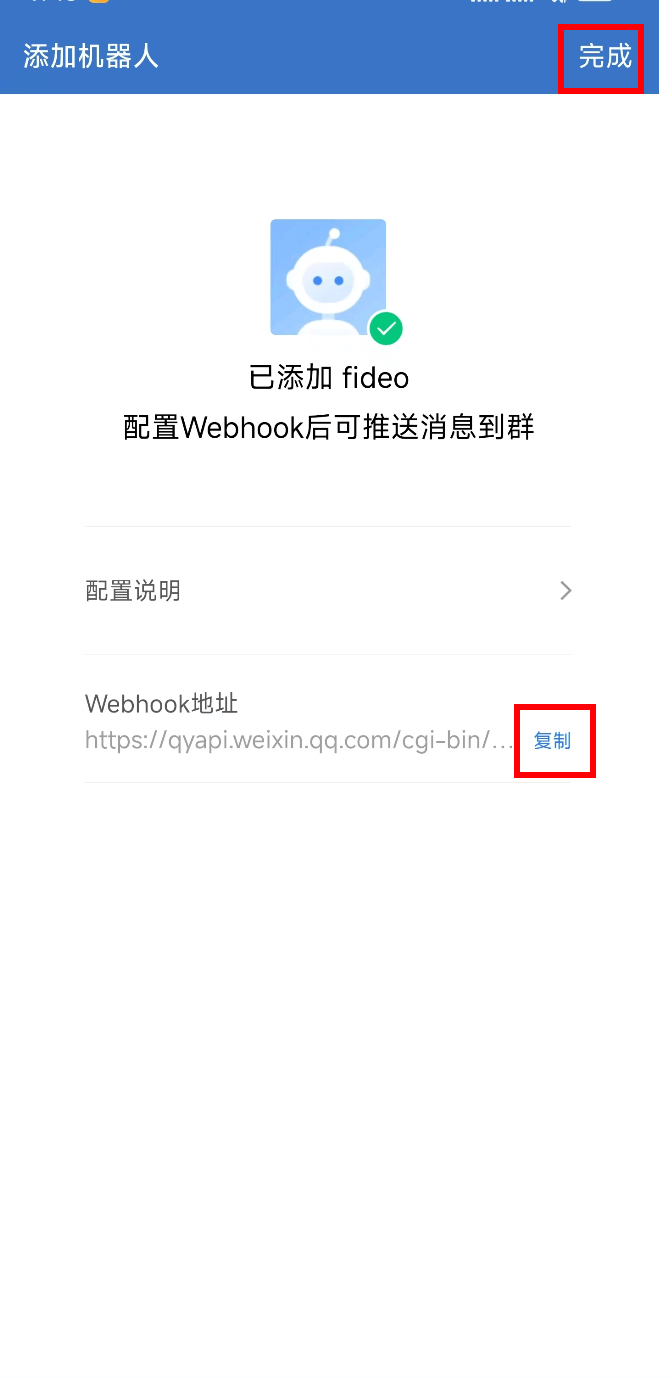 添加机器人
完成
已添加 fideo
配置Webhook后可推送消息到群
配置说明
Webhook地址
https://qyapi.weixin.qq.com/cgi-bin/...
复制